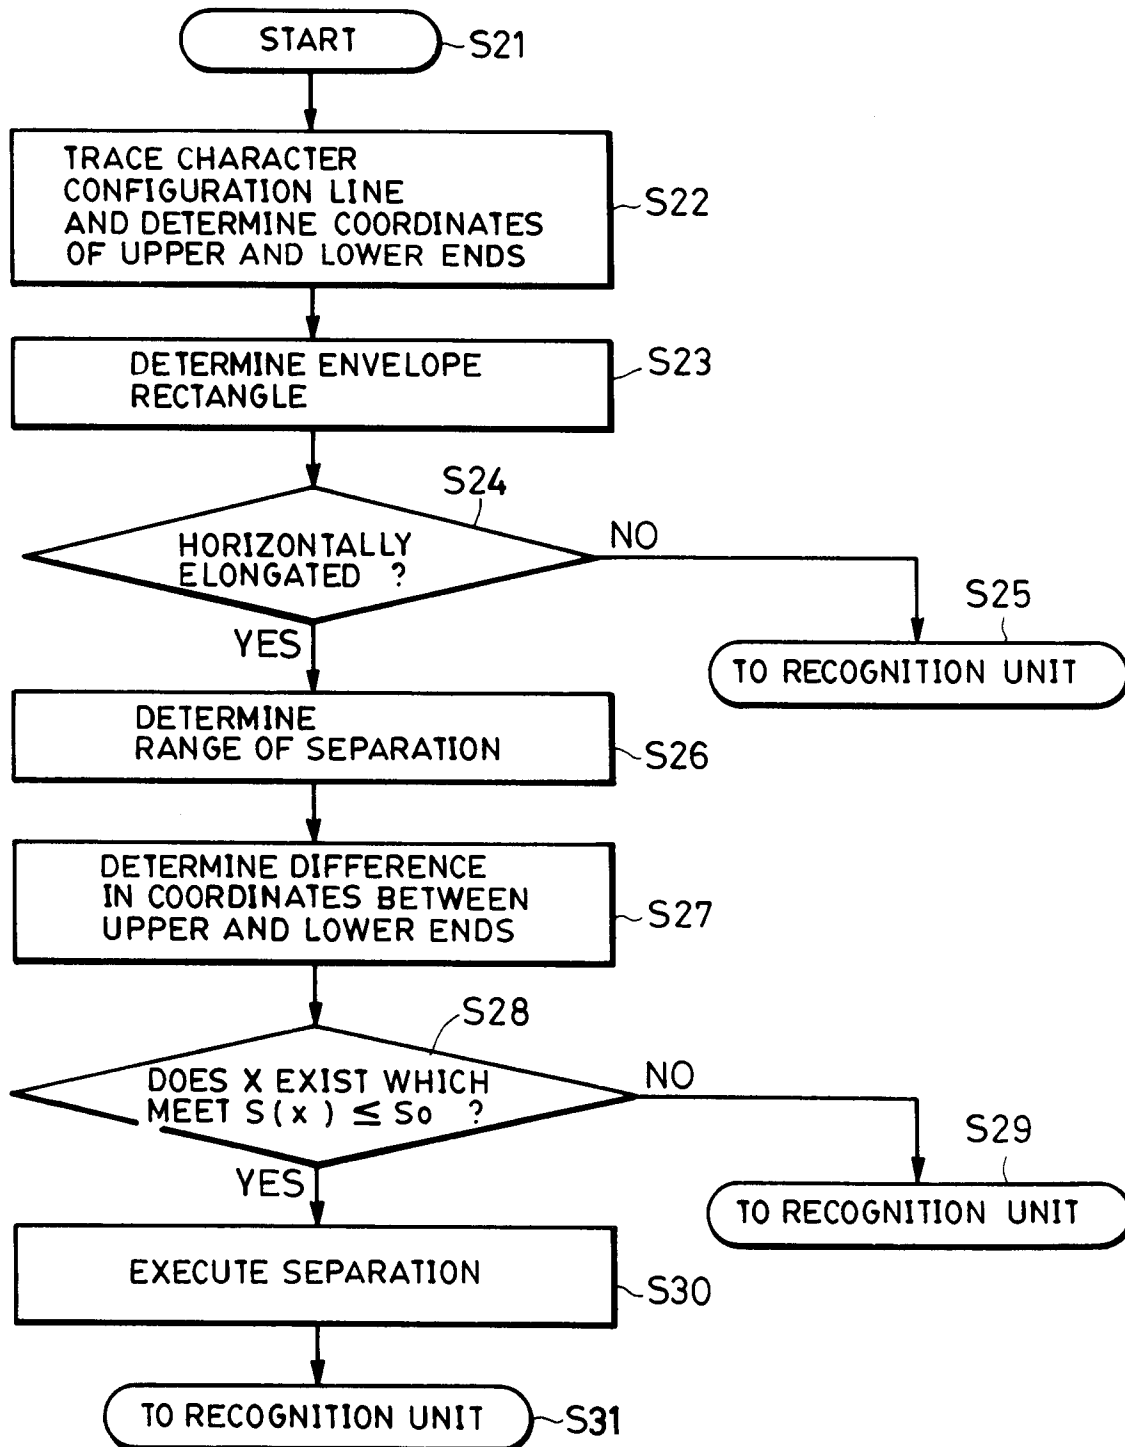 START
S21
TRACE CHARACTER
CONFIGURATION LINE
AND DETERMINE COORDINATES
OF UPPER AND LOWER ENDS
S22
DETERMINE ENVELOPE
RECTANGLE
S23
S24
HORIZONTALLY
ELONGATED ?
NO
YES
S25
TO RECOGNITION UNIT
DETERMINE
RANGE OF SEPARATION
S26
DETERMINE DIFFERENCE
IN COORDINATES BETWEEN
UPPER AND LOWER ENDS
S27
S28
DOES X EXIST WHICH
MEET S(x) ≦ So ?
NO
YES
S29
TO RECOGNITION UNIT
EXECUTE SEPARATION
S30
TO RECOGNITION UNIT
S31